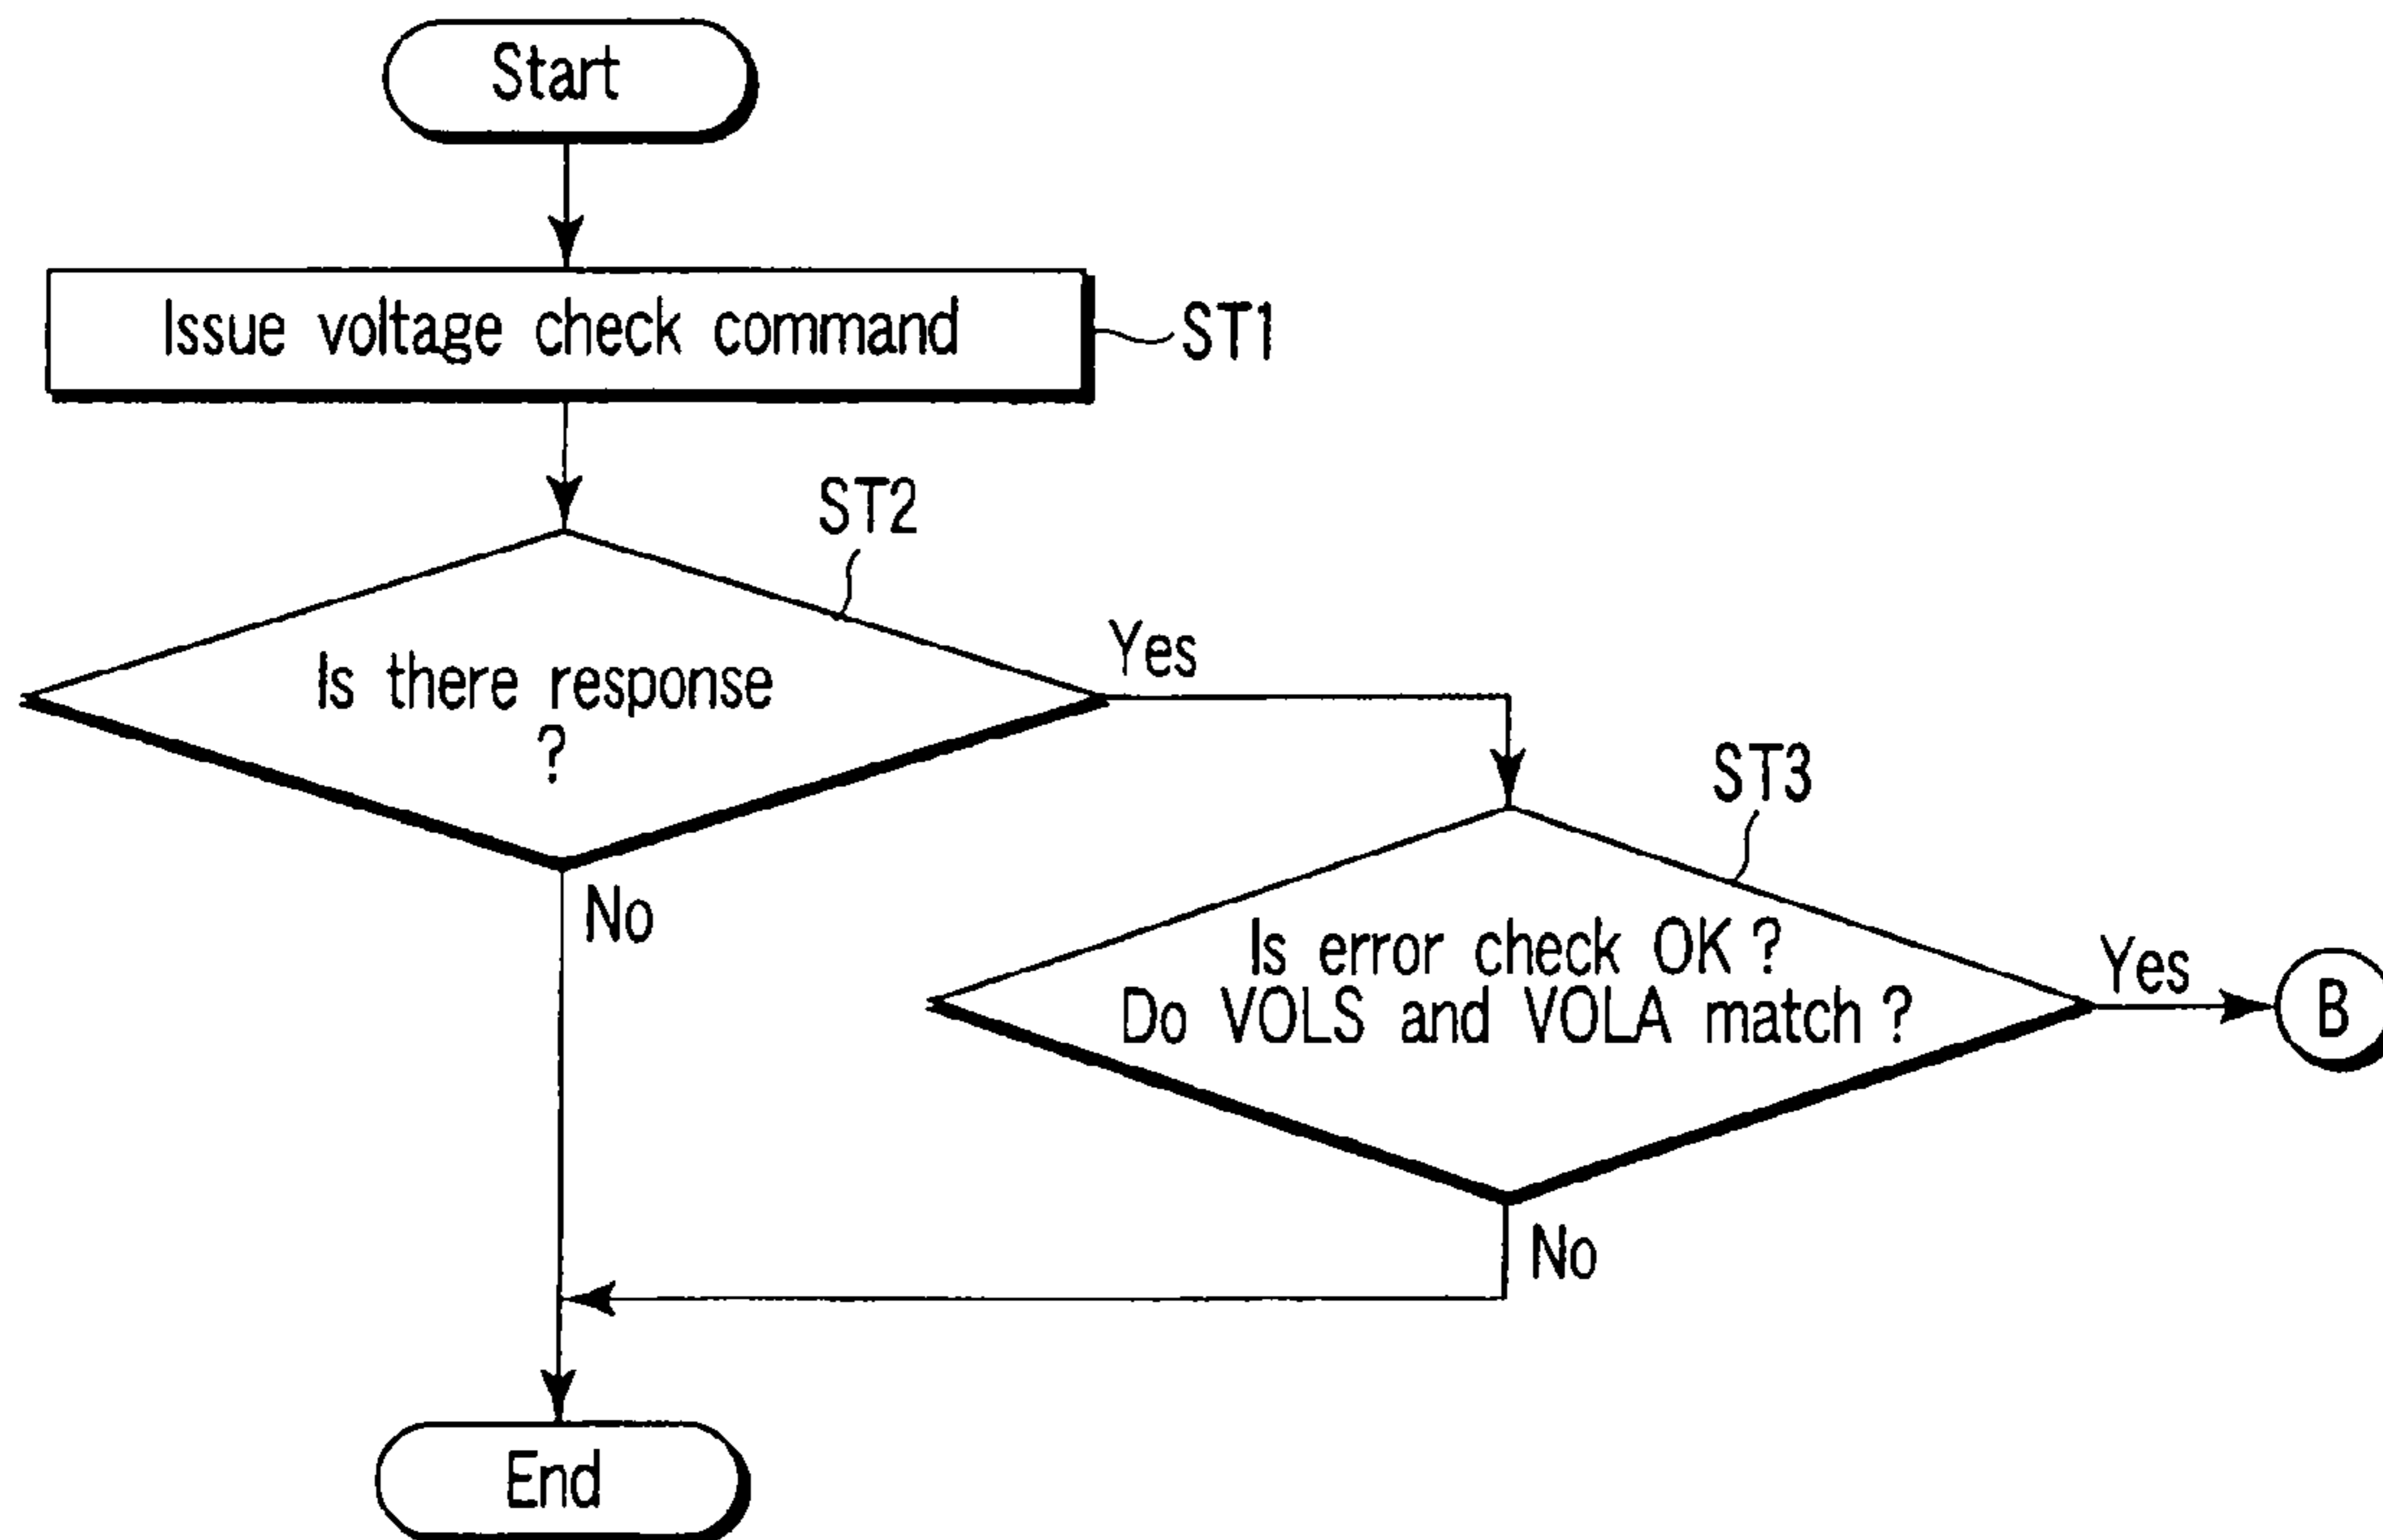 Start
Issue voltage check command
ST1
ST2
Is there response
?
Yes
No
ST3
Is error check OK ?
Do VOLS and VOLA match ?
Yes
B
No
End